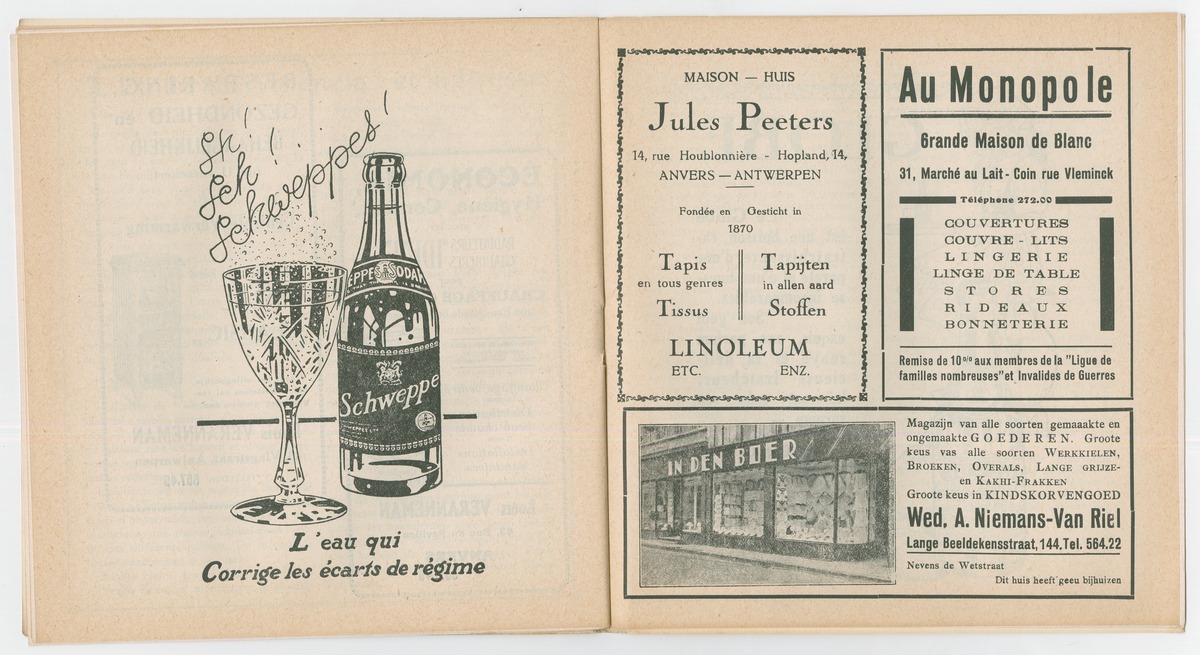 Sh!
Sch!
Schweppes!
EPPE'S SODA
Schweppe
L'eau qui
Corrige les écarts de régime
MAISON — HUIS
Jules Peeters
14, rue Houblonnière - Hopland, 14,
ANVERS — ANTWERPEN
Fondée en Gesticht in
1870
Tapis
en tous genres
Tissus
Tapijten
in allen aard
Stoffen
LINOLEUM
ETC. ENZ.
Au Monopole
Grande Maison de Blanc
31, Marché au Lait - Coin rue Vleminck
Téléphone 272.00
COUVERTURES
COUVRE - LITS
LINGERIE
LINGE DE TABLE
STORES
RIDEAUX
BONNETERIE
Remise de 10 % aux membres de la "Ligue de
familles nombreuses" et Invalides de Guerres
IN DEN BOER
Magazijn van alle soorten gemaakte en
ongemaakte GOEDEREN. Groote
keus vas alle soorten WERKKIELEN,
BROEKEN, OVERALS, LANGE GRIJZE-
en KAKHI-FRAKKEN
Groote keus in KINDSKORVENGOED
Wed. A. Niemans-Van Riel
Lange Beeldekensstraat, 144. Tel. 564.22
Nevens de Wetstraat
Dit huis heeft geeu bijhuizen